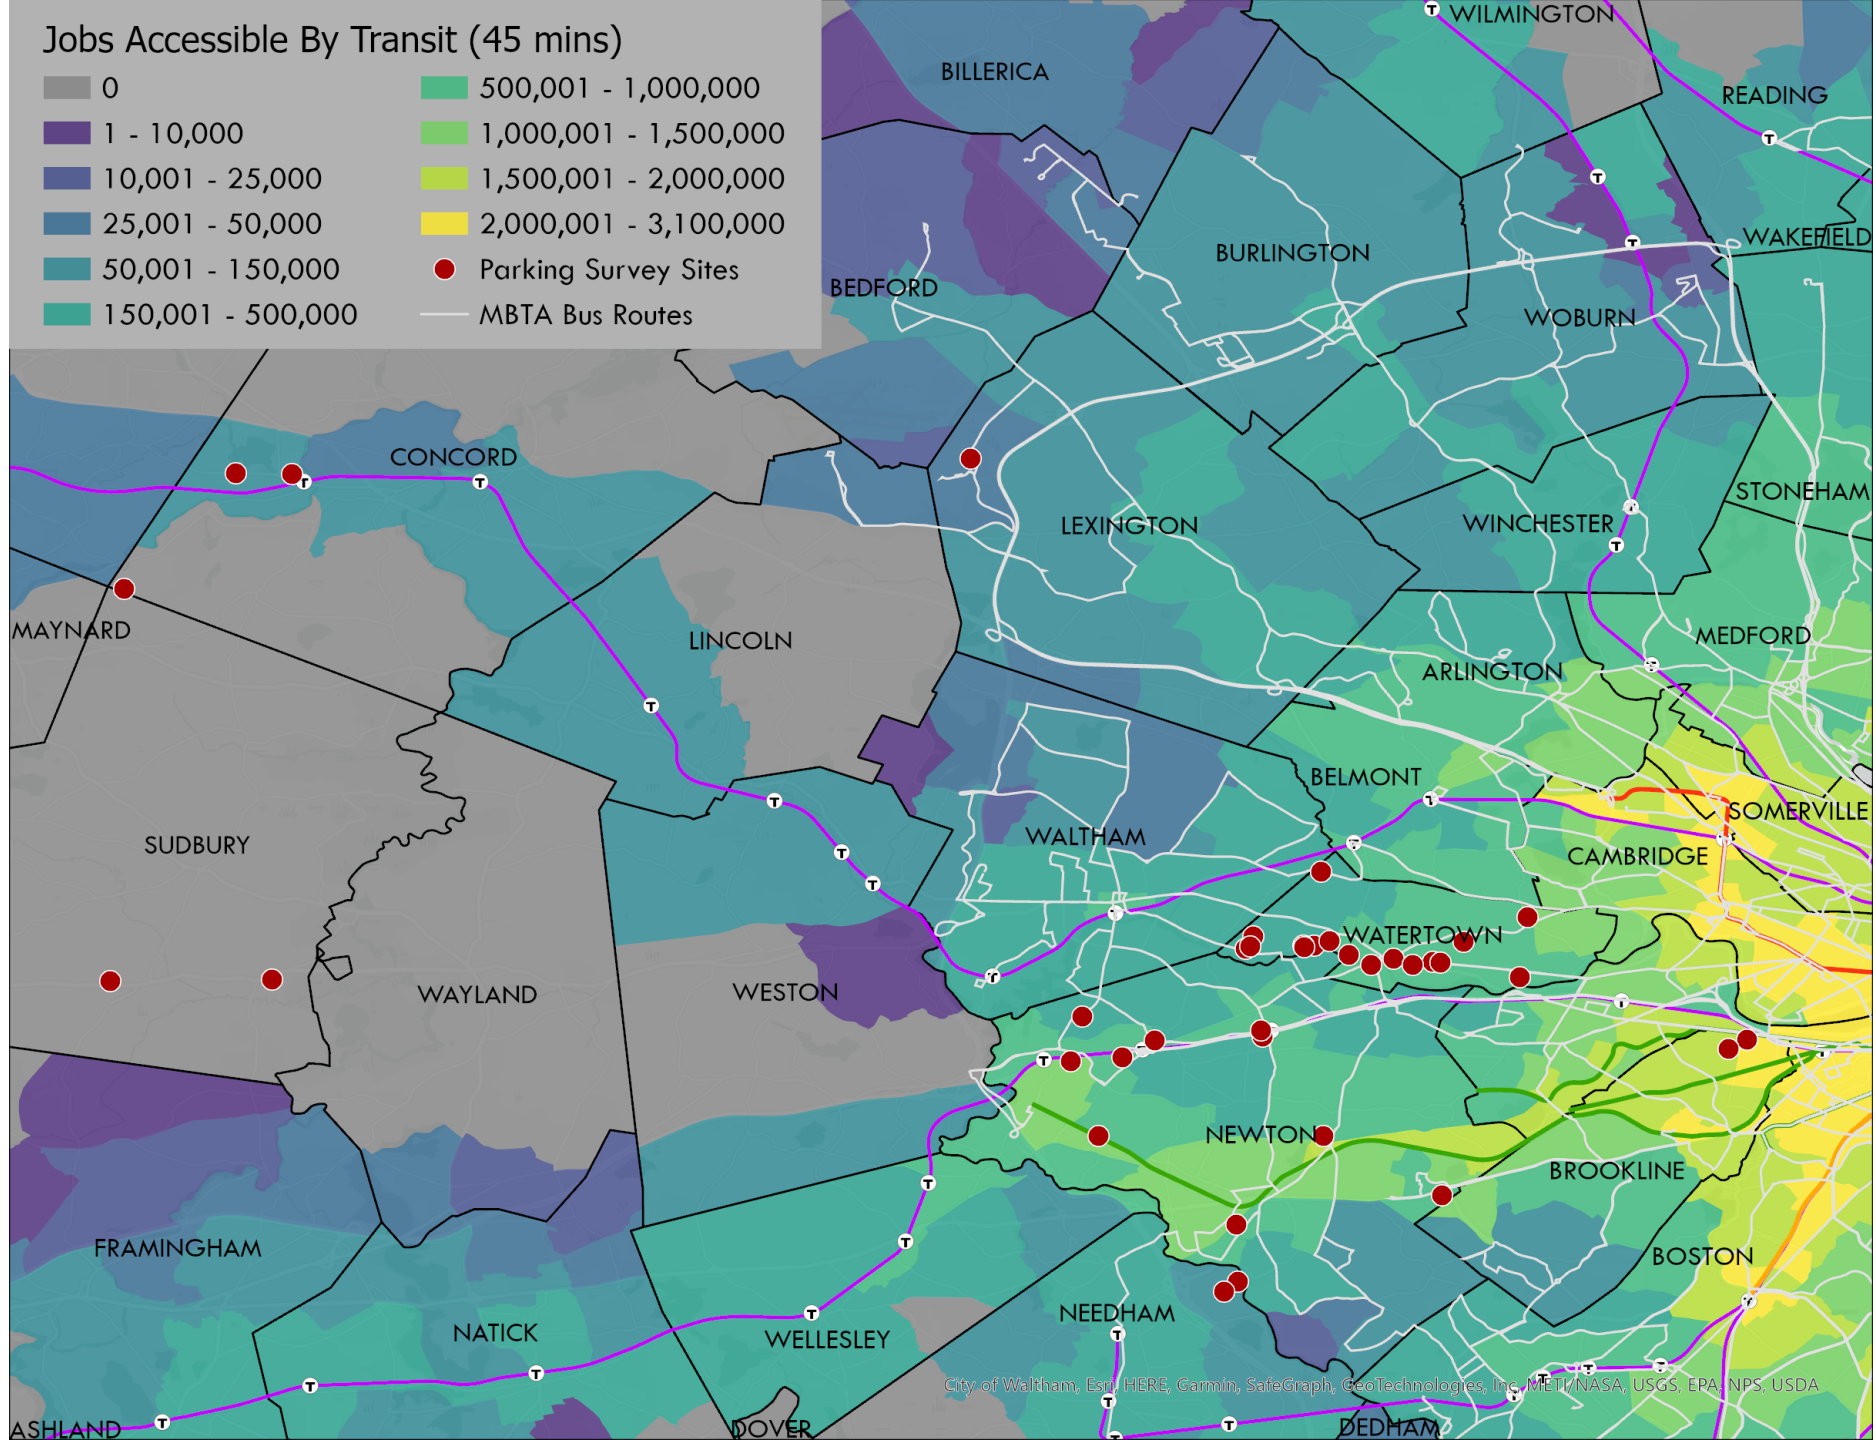 Jobs Accessible By Transit (45 mins)
0
1 - 10,000
10,001 - 25,000
25,001 - 50,000
50,001 - 150,000
150,001 - 500,000
500,001 - 1,000,000
1,000,001 - 1,500,000
1,500,001 - 2,000,000
2,000,001 - 3,100,000
Parking Survey Sites
MBTA Bus Routes
WILMINGTON
BILLERICA
READING
WAKEFIELD
BURLINGTON
BEDFORD
WOBURN
CONCORD
STONEHAM
LEXINGTON
WINCHESTER
MAYNARD
LINCOLN
MEDFORD
ARLINGTON
BELMONT
SOMERVILLE
WALTHAM
SUDBURY
CAMBRIDGE
WATERTOWN
WESTON
WAYLAND
NEWTON
BROOKLINE
FRAMINGHAM
BOSTON
NEEDHAM
NATICK
WELLESLEY
City of Waltham, Esri, HERE, Garmin, SafeGraph, GeoTechnologies, Inc, METI/NASA, USGS, EPA, NPS, USDA
ASHLAND
DOVER
DEDHAM